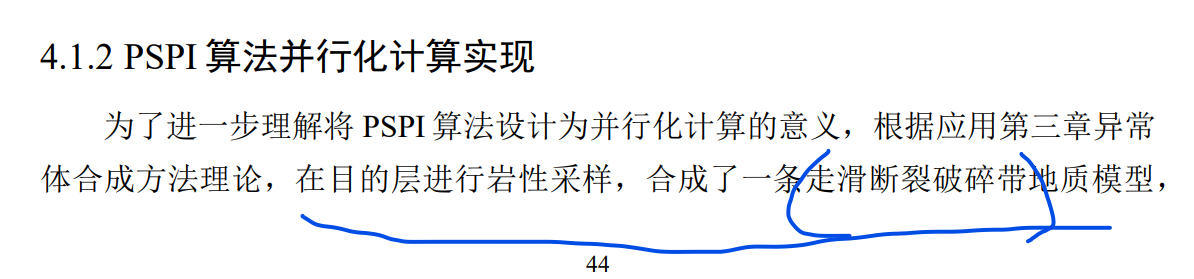 4.1.2 PSPI 算法并行化计算实现
为了进一步理解将 PSPI 算法设计为并行化计算的意义，根据应用第三章异常
体合成方法理论，在目的层进行岩性采样，合成了一条走滑断裂破碎带地质模型，
44